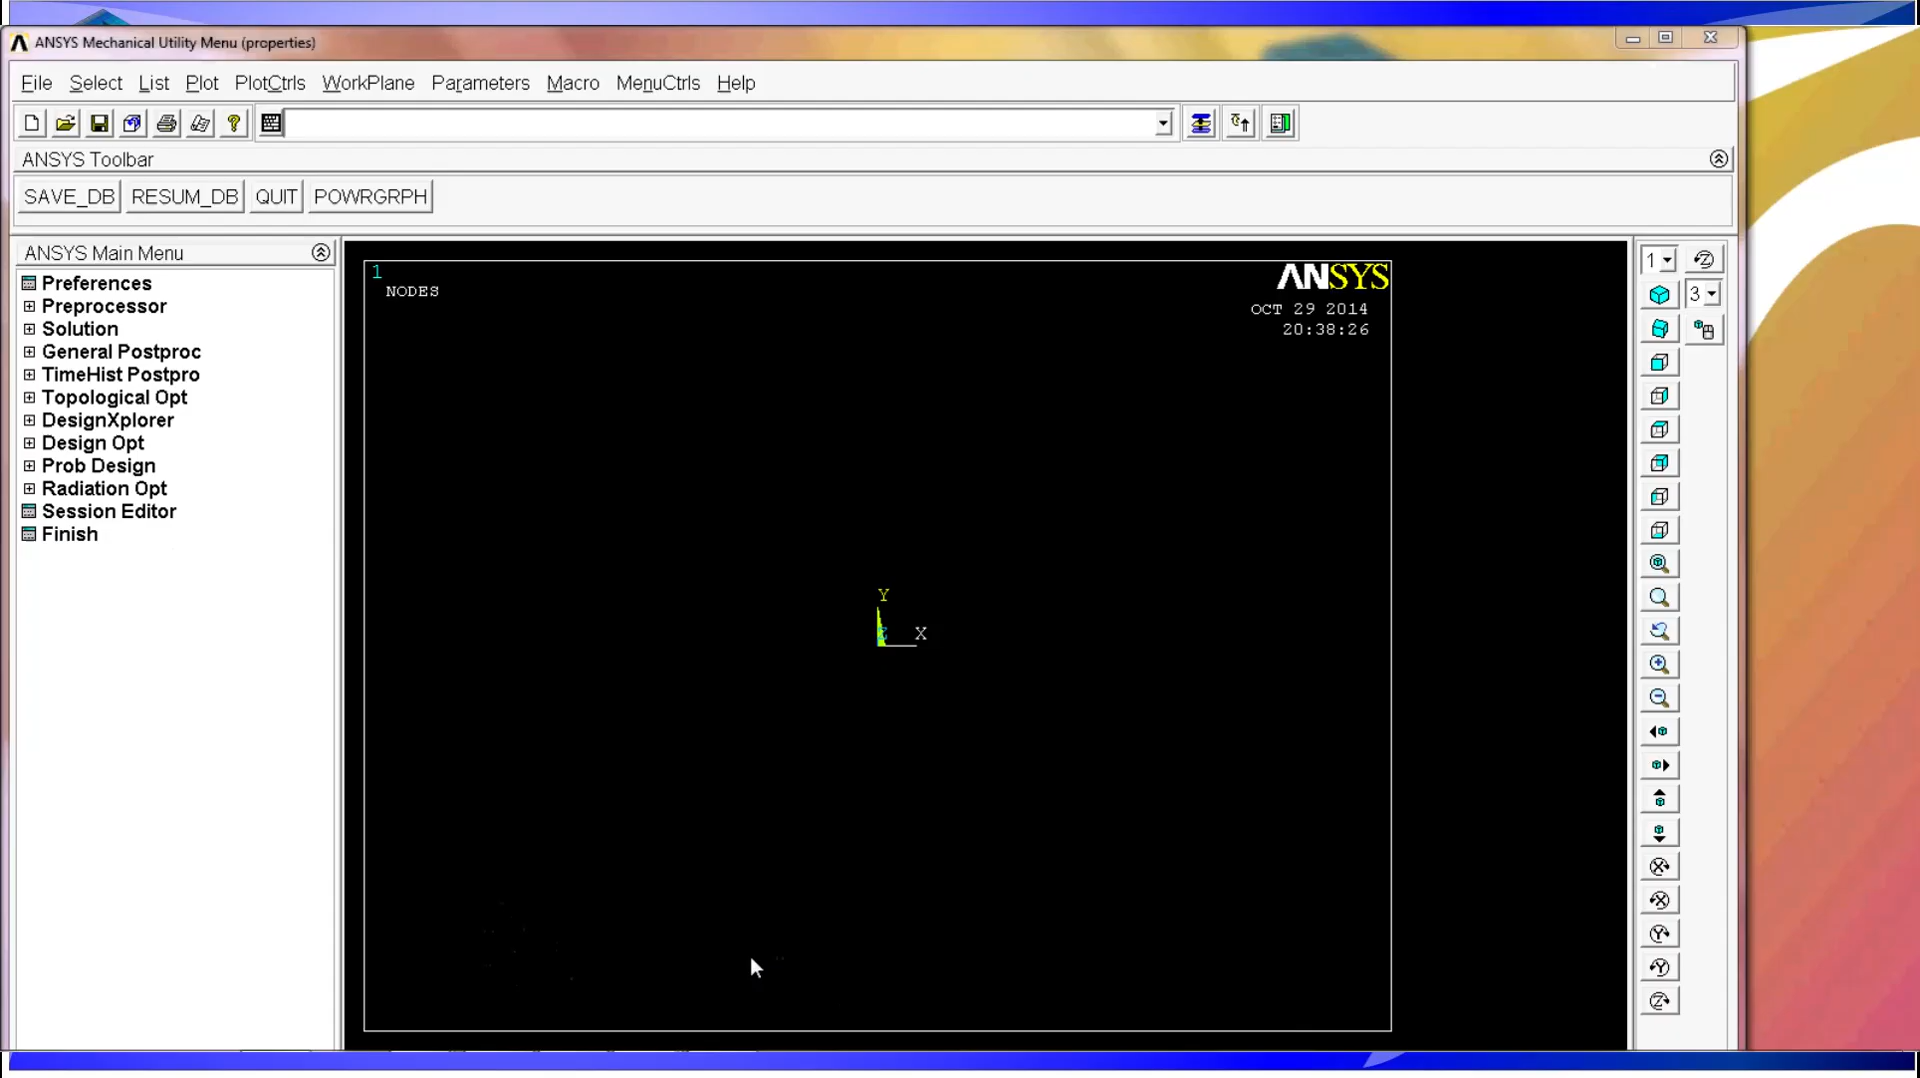 ANSYS Mechanical Utility Menu (properties)
File Select List Plot PlotCtrls WorkPlane Parameters Macro MenuCtrls Help
ANSYS Toolbar
SAVE_DB RESUM_DB QUIT POWRGRPH
ANSYS Main Menu
Preferences
Preprocessor
Solution
General Postproc
TimeHist Postpro
Topological Opt
DesignXplorer
Design Opt
Prob Design
Radiation Opt
Session Editor
Finish
1
NODES
ANSYS
OCT 29 2014
20:38:26
Y
Z X
1
3